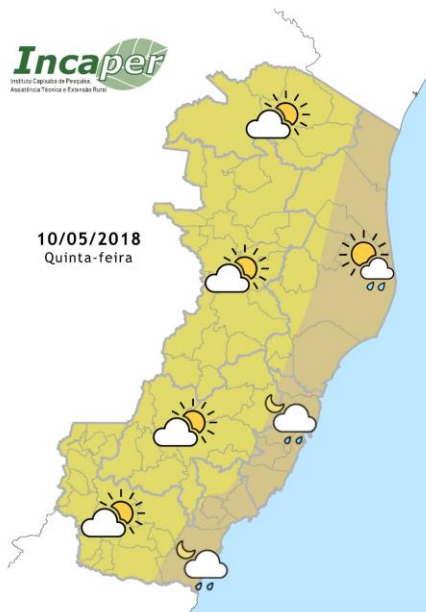 Incaper
Instituto Capixaba de Pesquisa,
Assistência Técnica e Extensão Rural
10/05/2018
Quinta-feira